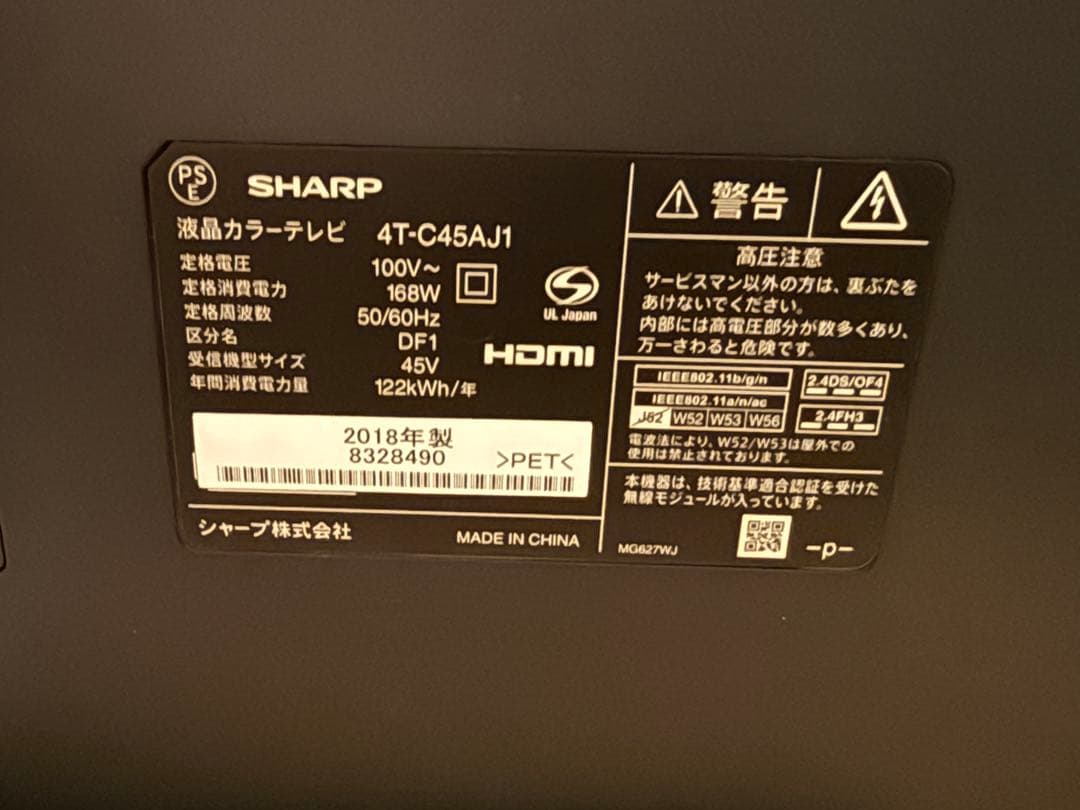 PS
E
SHARP
液晶カラーテレビ 4T-C45AJ1
定格電圧 100V～
定格消費電力 168W
定格周波数 50/60Hz
区分名 DF1
受信機型サイズ 45V
年間消費電力量 122kWh/年
UL Japan
HDMI
2018年製
8328490 >PET<
シャープ株式会社 MADE IN CHINA
警告
高圧注意
サービスマン以外の方は、裏ぶたを
あけないでください。
内部には高電圧部分が数多くあり、
万一さわると危険です。
IEEE802.11b/g/n
IEEE802.11a/n/ac
J52 W52 W53 W56
2.4DS/OF4
2.4FH3
電波法により、W52/W53は屋外での
使用は禁止されております。
本機器は、技術基準適合認証を受けた
無線モジュールが入っています。
MG627WJ -p-